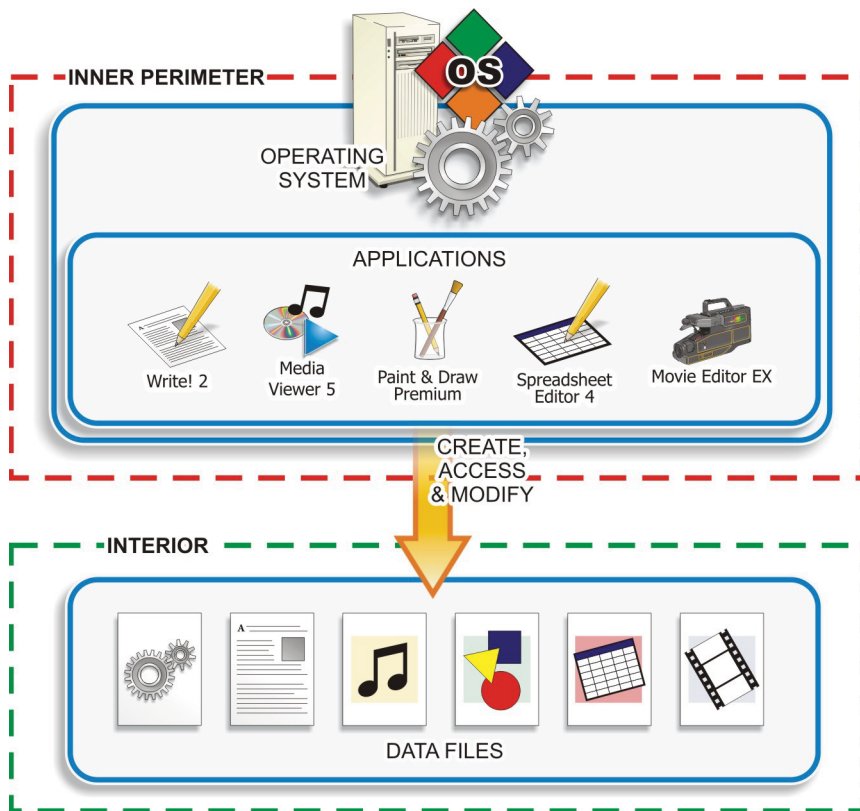 OS
INNER PERIMETER
OPERATING
SYSTEM
APPLICATIONS
Write! 2
Media
Viewer 5
Paint & Draw
Premium
Spreadsheet
Editor 4
Movie Editor EX
CREATE,
ACCESS
& MODIFY
INTERIOR
A
DATA FILES